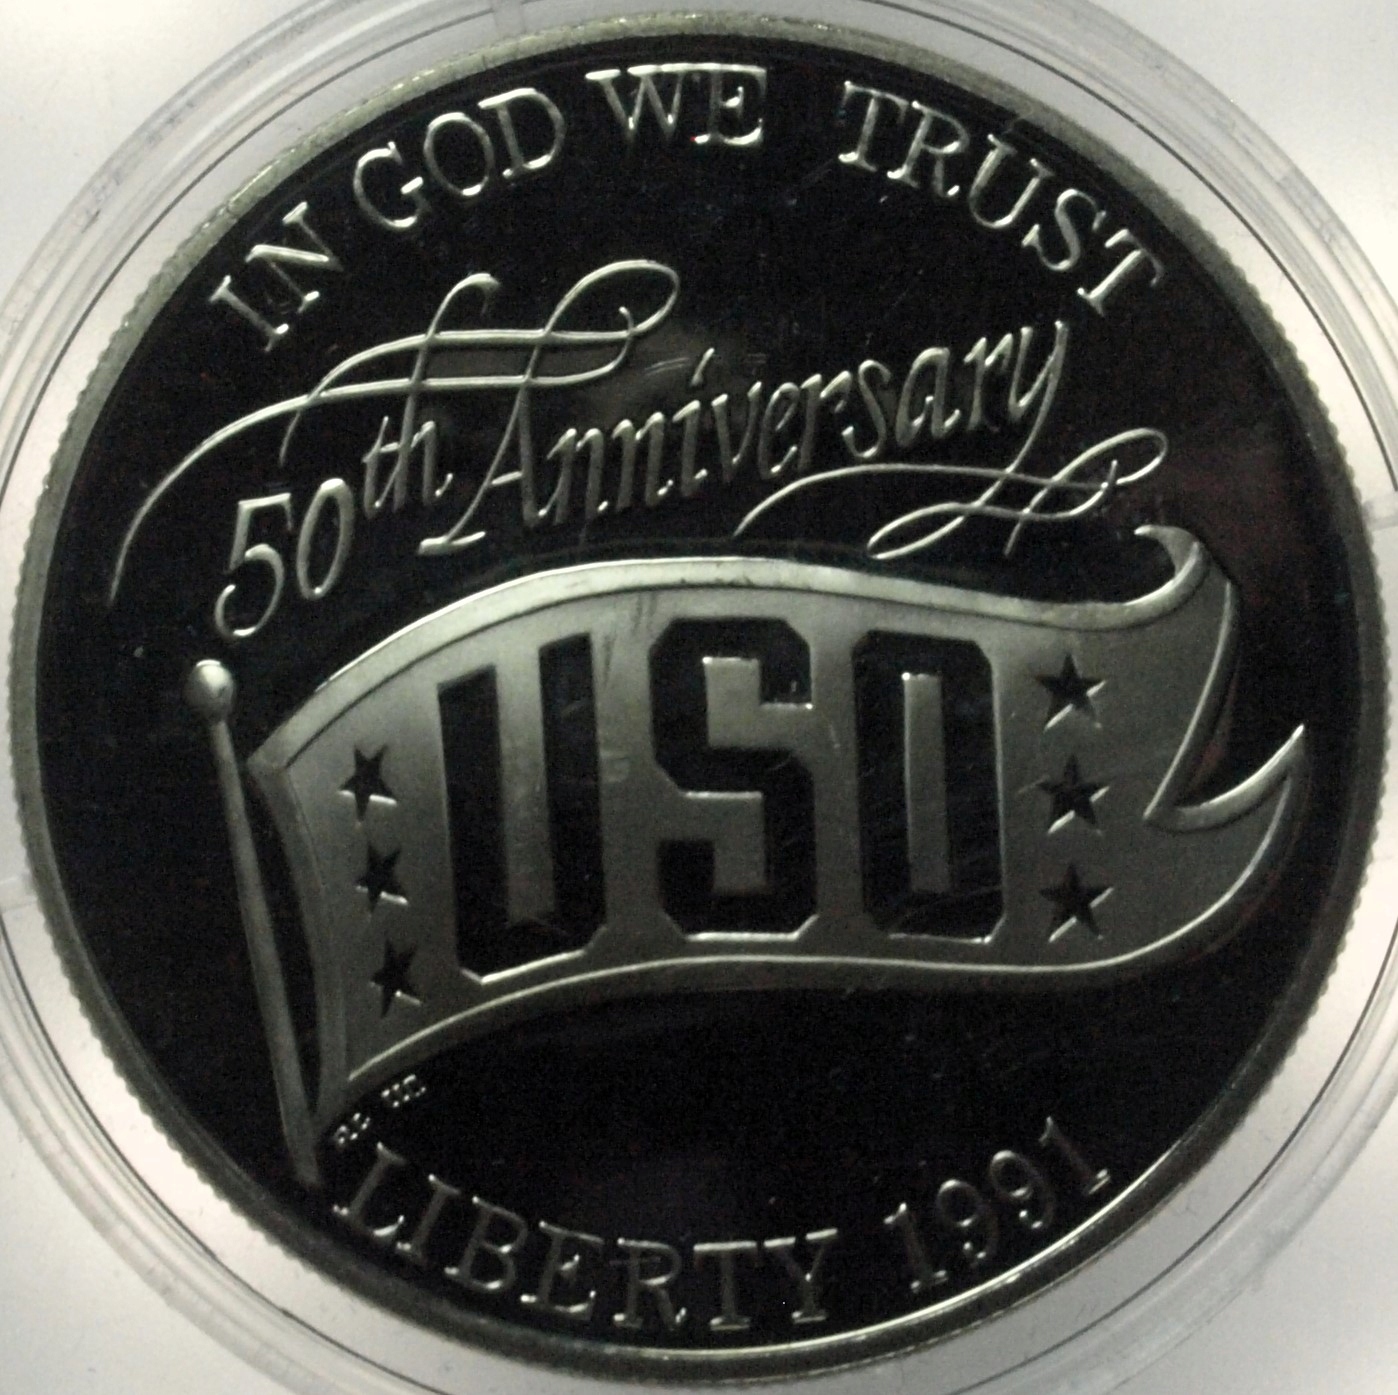 IN GOD WE TRUST
50th Anniversary
USO
LIBERTY 1991